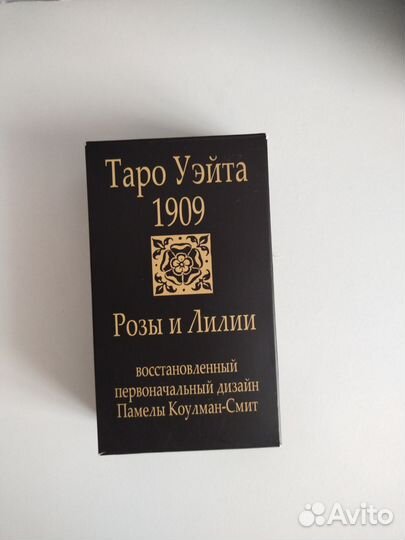 Таро Уэйта
1909
Розы и Лилии
восстановленный
первоначальный дизайн
Памелы Коулман-Смит
Avito